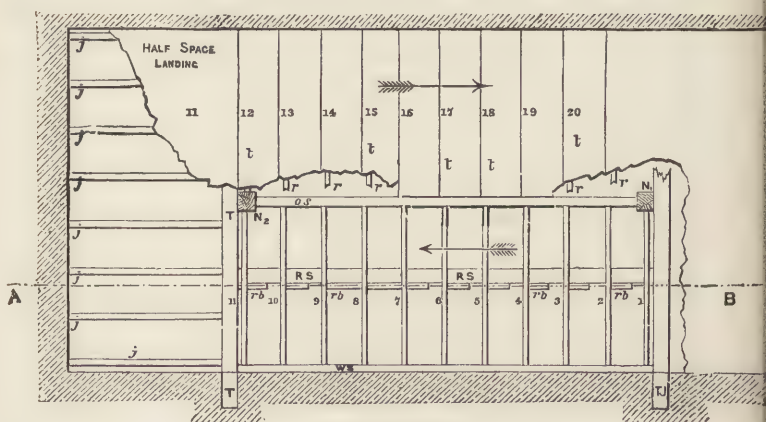 HALF SPACE
LANDING
j
j
j
j
j
j
j
j
11 12 13 14 15 16 17 18 19 20
t t t t t
r r r r r
T N₂ OS N₁
RS RS
A B
11 rb 10 9 rb 8 7 6 5 4 rb 3 2 rb 1
WS
T TJ